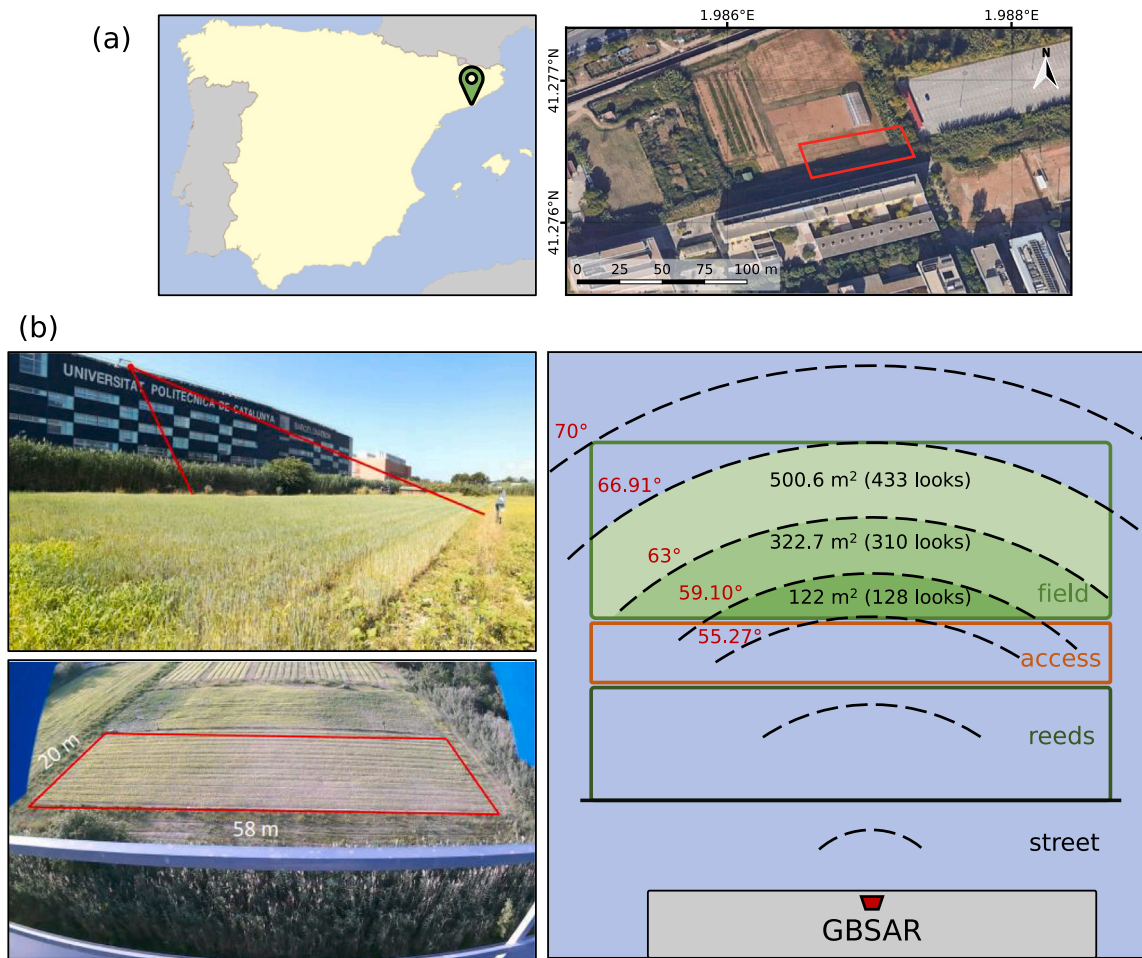 (a)
1.986°E
1.988°E
41.277°N
41.276°N
N
0 25 50 75 100 m
(b)
UNIVERSITAT POLITÈCNICA DE CATALUNYA
BARCELONATECH
20 m
58 m
70°
66.91°
63°
59.10°
55.27°
500.6 m² (433 looks)
322.7 m² (310 looks)
122 m² (128 looks)
field
access
reeds
street
GBSAR